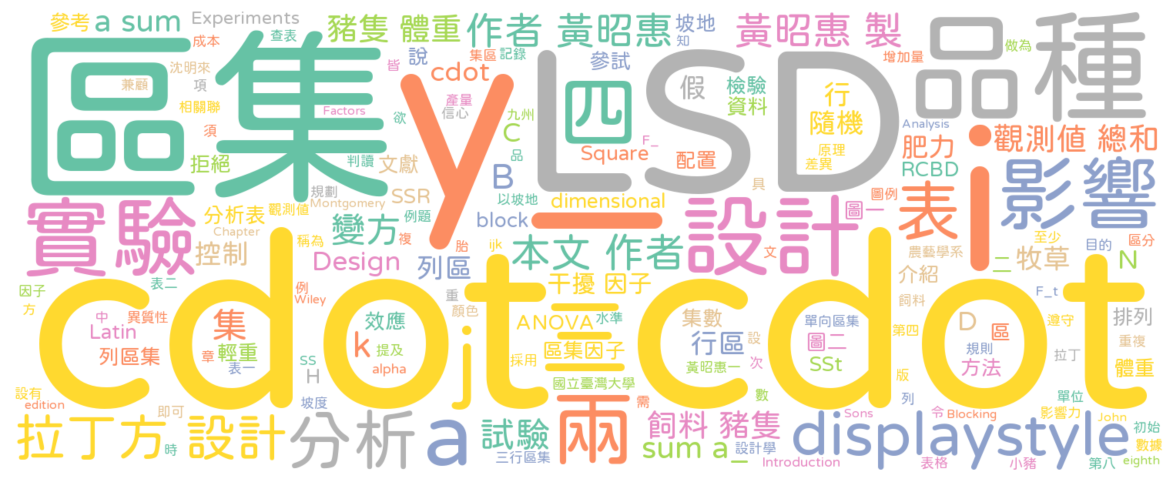 參考 a sum Experiments 豬隻 體重 作者 黃昭惠 坡地 黃昭惠 製 品種
成本 查表 集區 記錄 知 增加量 做為
沈明來 項 皆 說 參試
兼顧 cdot 假 檢驗 行
區集 y LSD 四
相關聯 Factors 欲 產量 信心 九州 資料 隨機 Analysis
須 C F_ 觀測值 總和
拒絕 判讀 文獻 品 Square 配置 原理 差異 肥力 RCBD 影響
規劃 B 具 圖例
實驗 分析表 觀測值 Montgomery SSR 例題 以坡地 dimensional 設計 圖一 表 i
Chapter 變方 複 block 一 農藝學系 至少 目的 區分
控制 稱為 胎 ijk 本文 作者 文 介紹 二 牧草 N
因子 表二 例 Design 列區 重 干擾 因子 飼料 F_t
方 中 異質性 Wiley 效應 顏色 ANOVA 水準 集數 單向區集 第四 D 區 遵守 排列
cdot j = cdot
Latin 集 提及 k 採用 區集因子 設 行區 圖二 規則 拉丁 重複
列區集 章 輕重 表一 alpha 國立臺灣大學 次 黃昭惠一 SSt 方法 體重
設有 SS H 數 版 列 單位
edition 即可 坡度 需 令 Blocking 影響力 John
拉丁方 設計 時 分析 a 試驗 兩 飼料 豬隻 Sons displaystyle 初始 數據
三行區集 sum a_ 設計學 Introduction 表格 小豬 第八 eighth